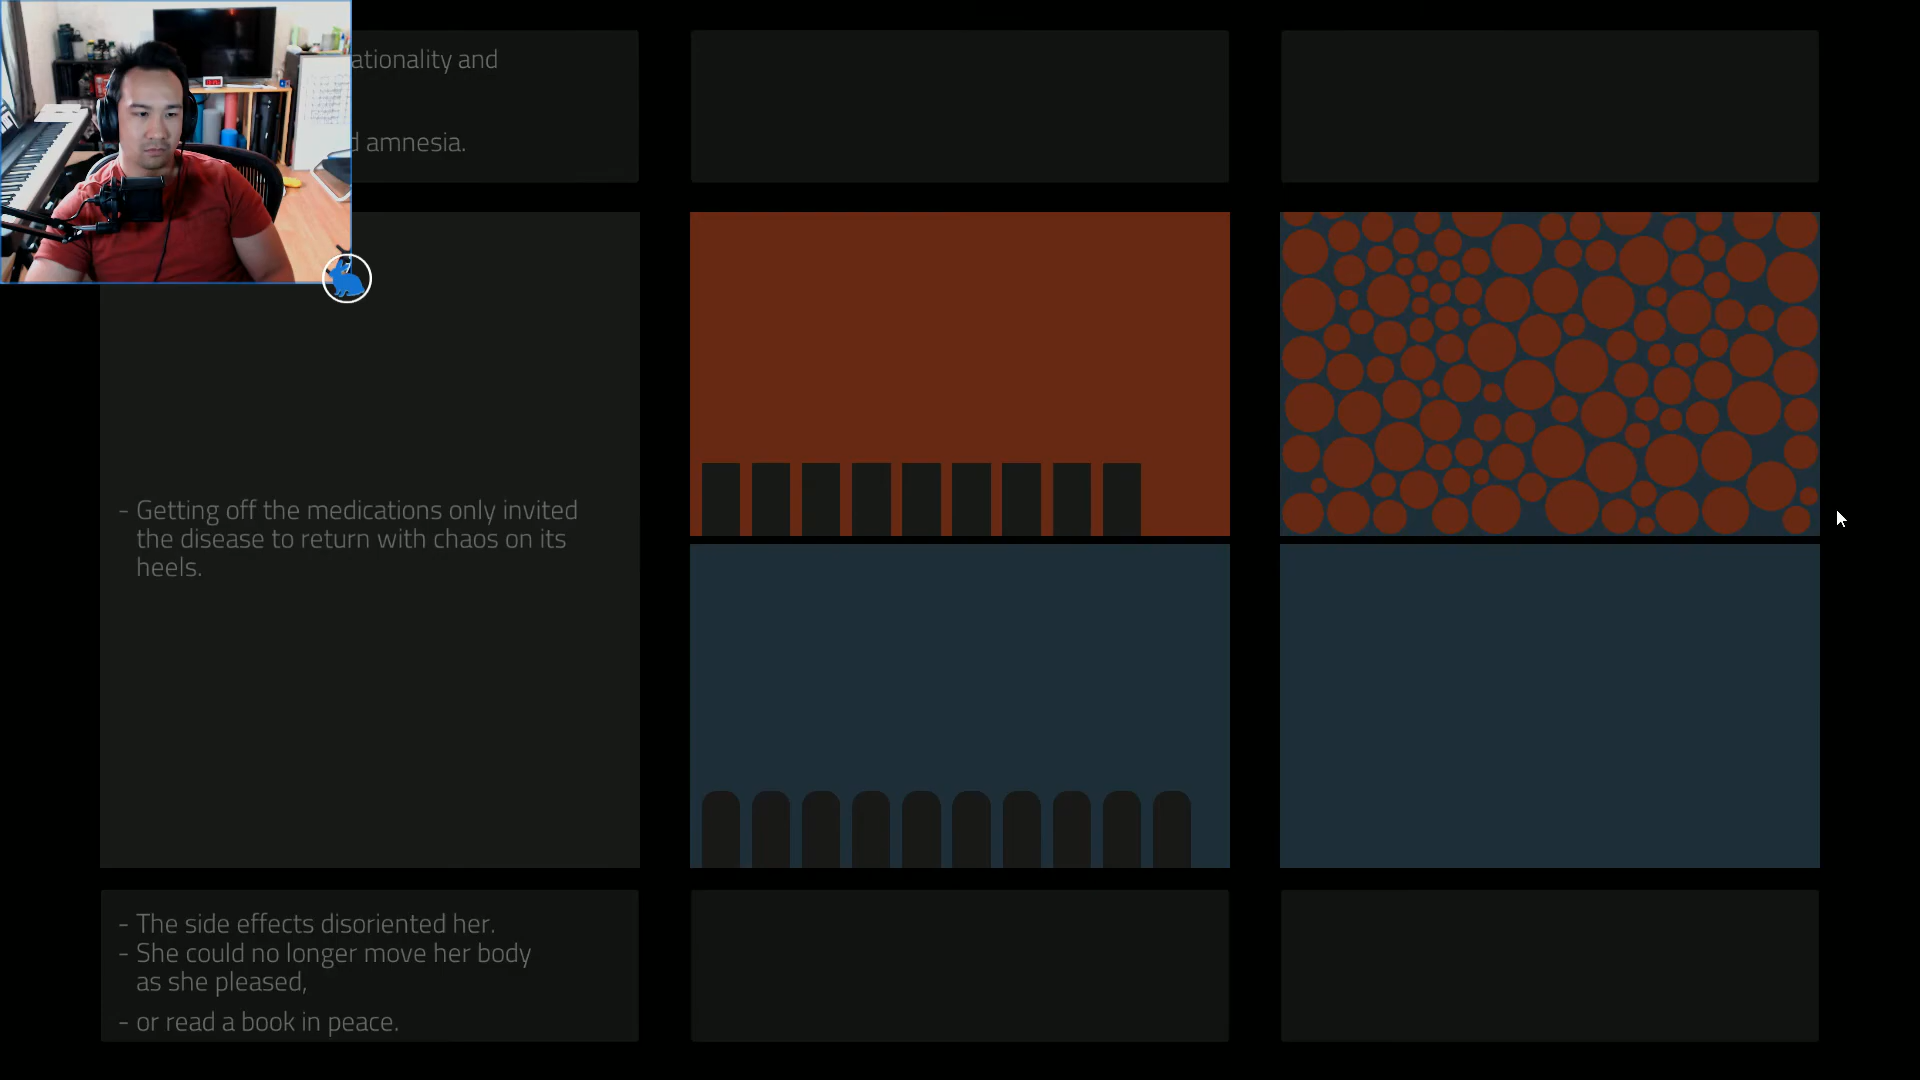 ationality and
d amnesia.
- Getting off the medications only invited
the disease to return with chaos on its
heels.
- The side effects disoriented her.
- She could no longer move her body
as she pleased,
- or read a book in peace.